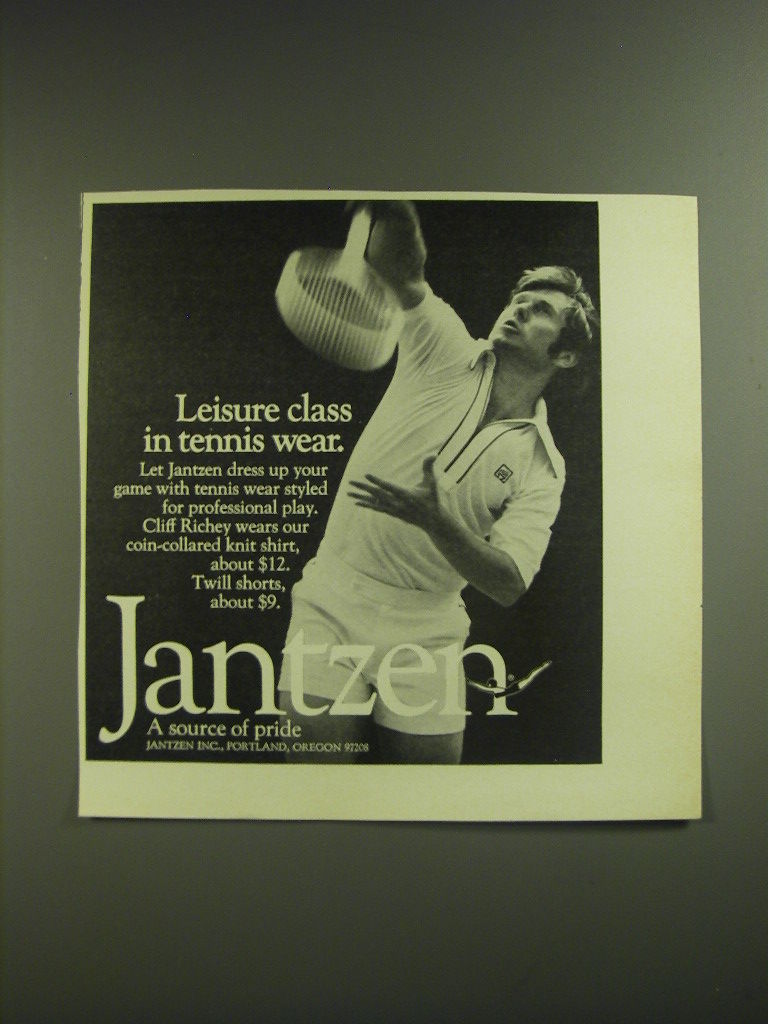 Leisure class
in tennis wear.
Let Jantzen dress up your
game with tennis wear styled
for professional play.
Cliff Richey wears our
coin-collared knit shirt,
about $12.
Twill shorts,
about $9.
Jantzen®
A source of pride
JANTZEN INC., PORTLAND, OREGON 97208